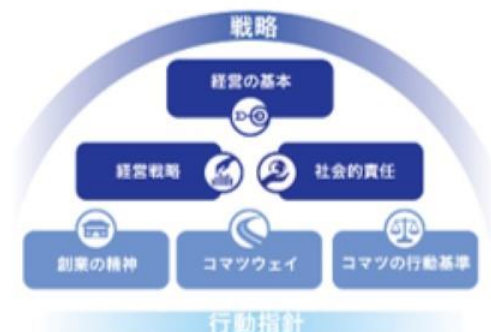 戦略
経営の基本
経営戦略
社会的責任
創業の精神
コマツウェイ
コマツの行動基準
行動指針